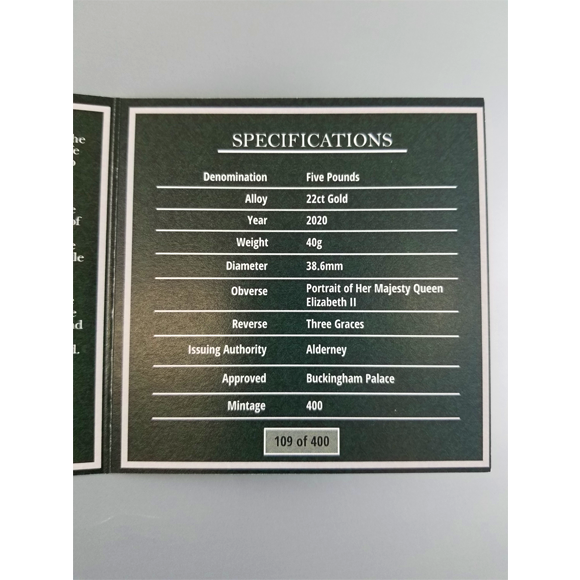 SPECIFICATIONS
Denomination Five Pounds
Alloy 22ct Gold
Year 2020
Weight 40g
Diameter 38.6mm
Obverse Portrait of Her Majesty Queen
Elizabeth II
Reverse Three Graces
Issuing Authority Alderney
Approved Buckingham Palace
Mintage 400
109 of 400